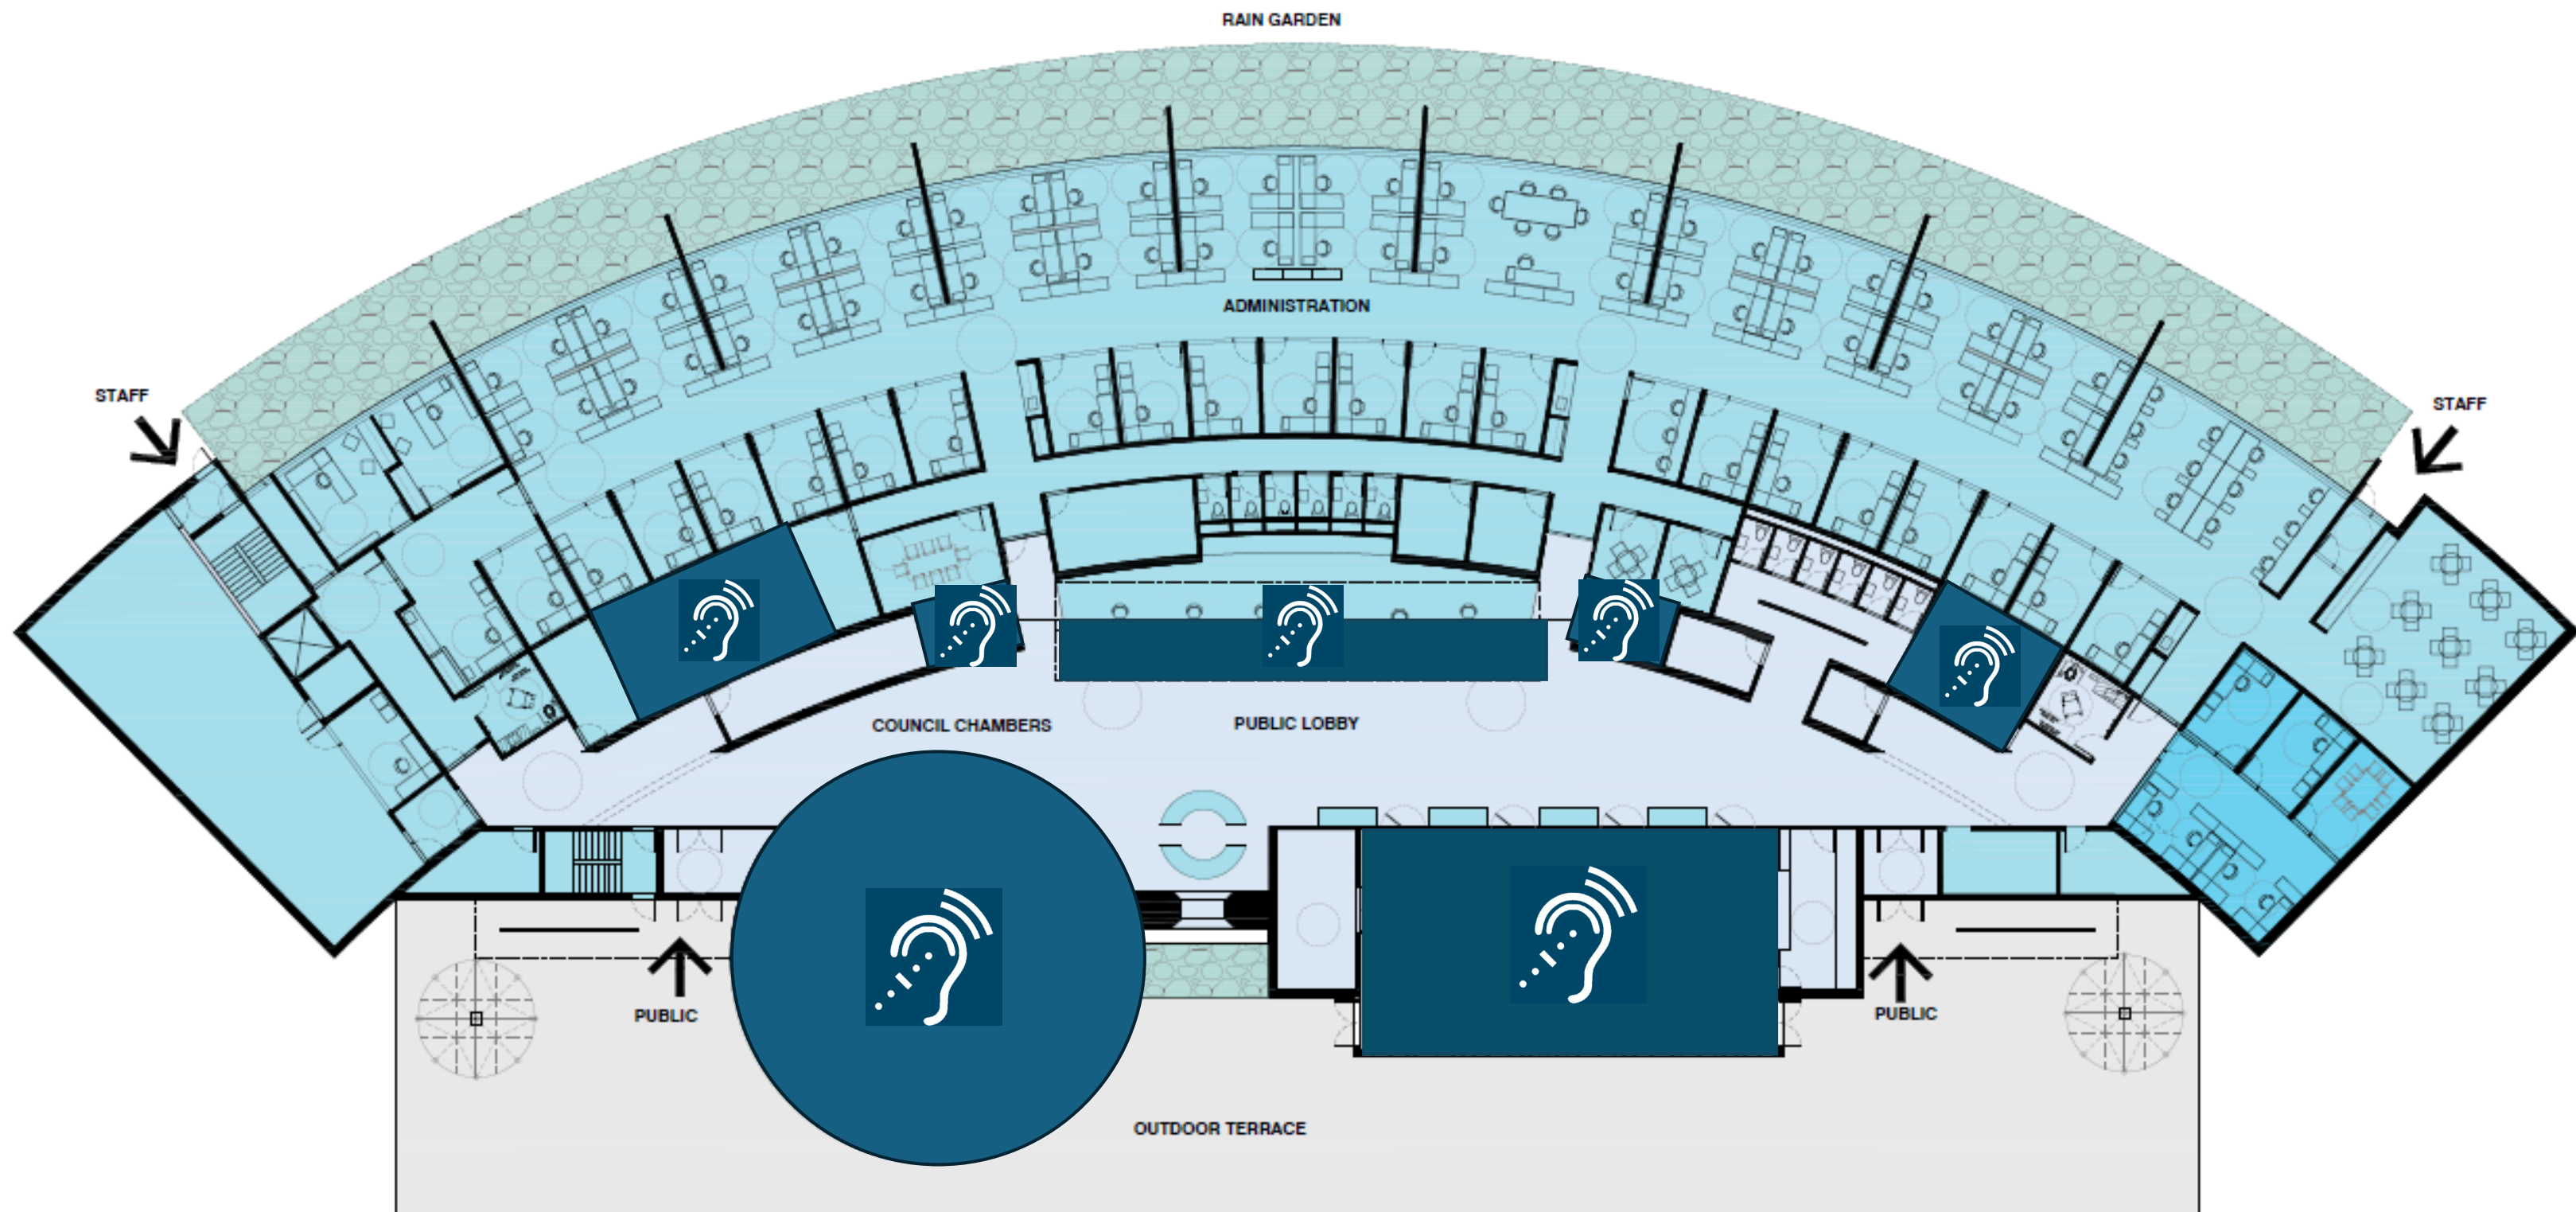 RAIN GARDEN
ADMINISTRATION
STAFF
STAFF
COUNCIL CHAMBERS
PUBLIC LOBBY
PUBLIC
PUBLIC
OUTDOOR TERRACE